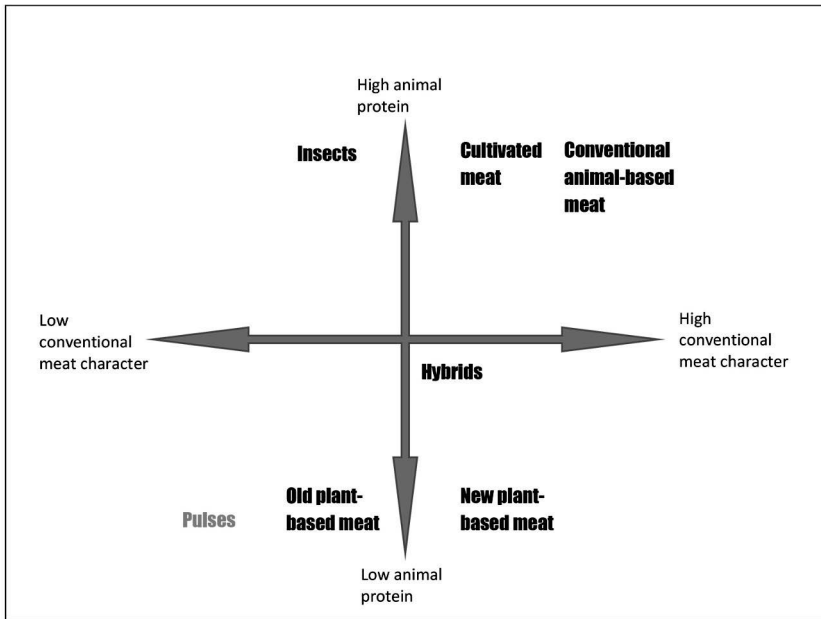 High animal
protein
Insects
Cultivated
meat
Conventional
animal-based
meat
Low
conventional
meat character
High
conventional
meat character
Hybrids
Pulses
Old plant-
based meat
New plant-
based meat
Low animal
protein